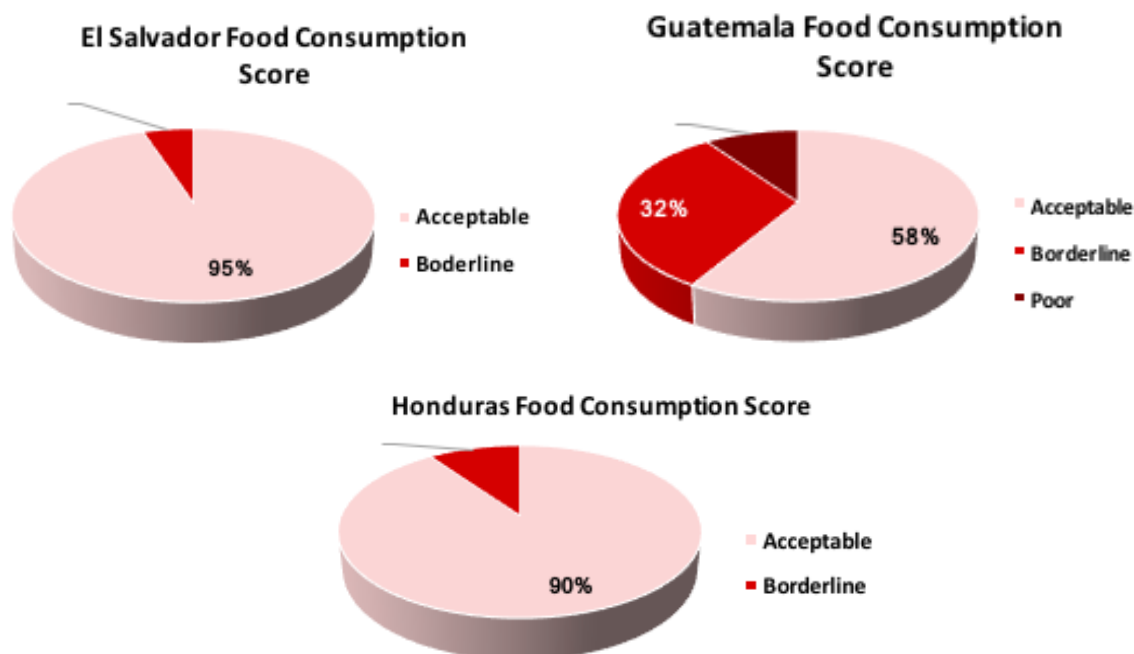 El Salvador Food Consumption
Score
95%
Acceptable
Boderline
Guatemala Food Consumption
Score
32%
58%
Acceptable
Borderline
Poor
Honduras Food Consumption Score
90%
Acceptable
Borderline